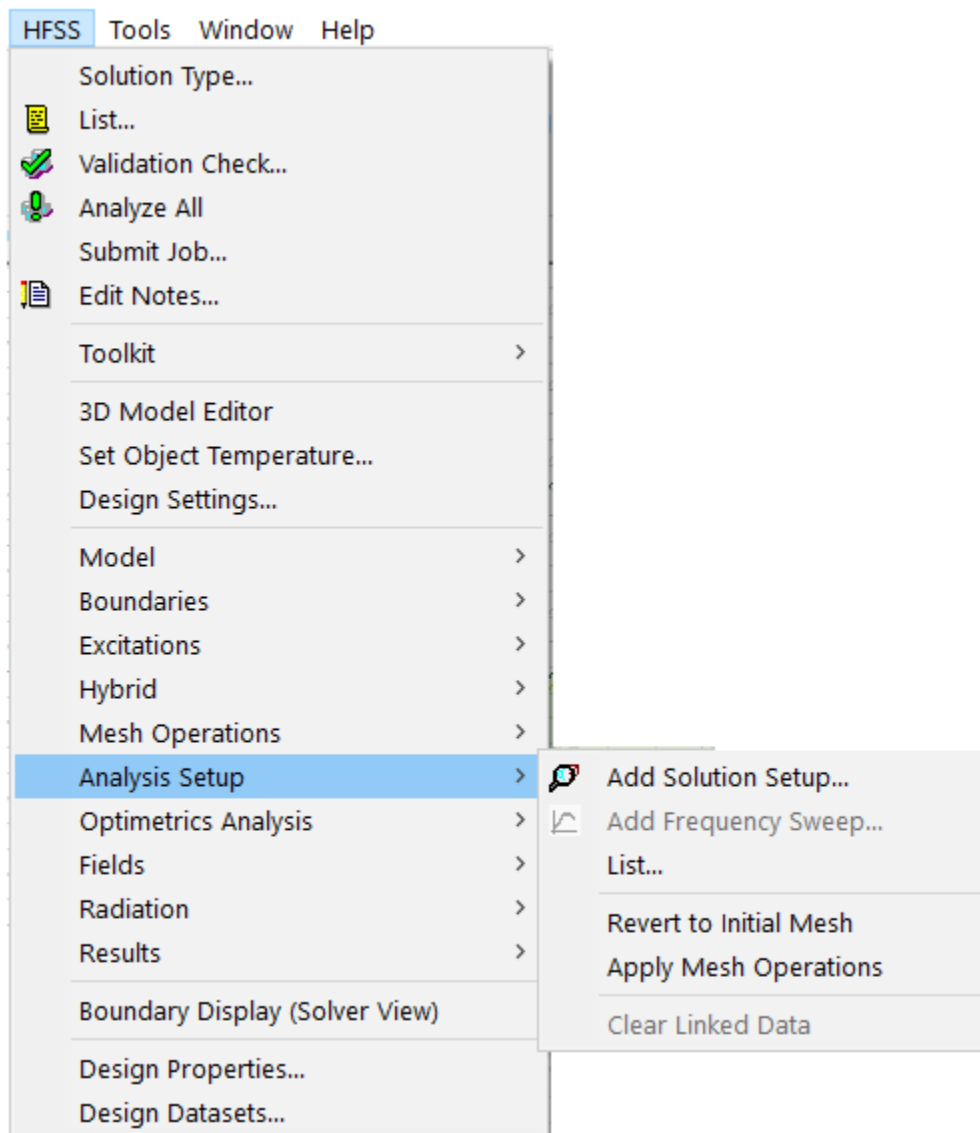 HFSS Tools Window Help
Solution Type...
List...
Validation Check...
Analyze All
Submit Job...
Edit Notes...
Toolkit
3D Model Editor
Set Object Temperature...
Design Settings...
Model
Boundaries
Excitations
Hybrid
Mesh Operations
Analysis Setup
Optimetrics Analysis
Fields
Radiation
Results
Boundary Display (Solver View)
Design Properties...
Design Datasets...
Add Solution Setup...
Add Frequency Sweep...
List...
Revert to Initial Mesh
Apply Mesh Operations
Clear Linked Data